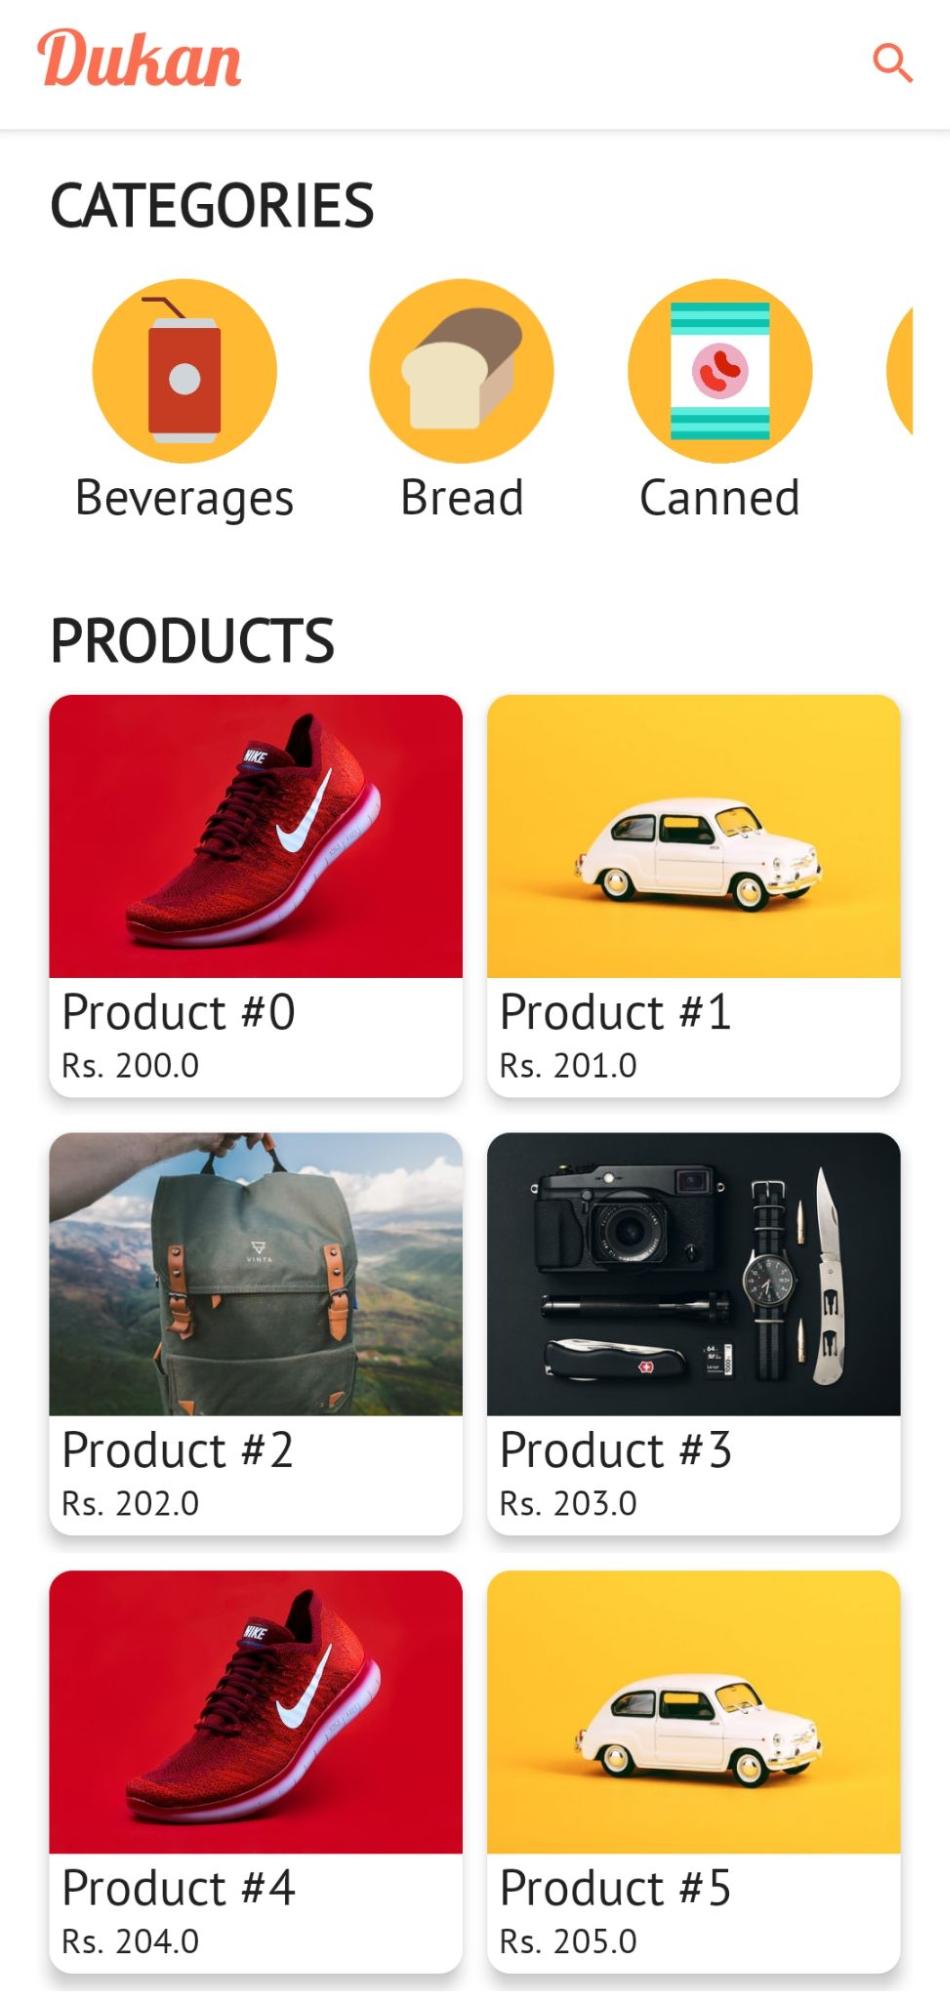 Dukan
CATEGORIES
Beverages Bread Canned
PRODUCTS
NIKE
Product #0 Product #1
Rs. 200.0 Rs. 201.0
VINTA
64
Product #2 Product #3
Rs. 202.0 Rs. 203.0
NIKE
Product #4 Product #5
Rs. 204.0 Rs. 205.0